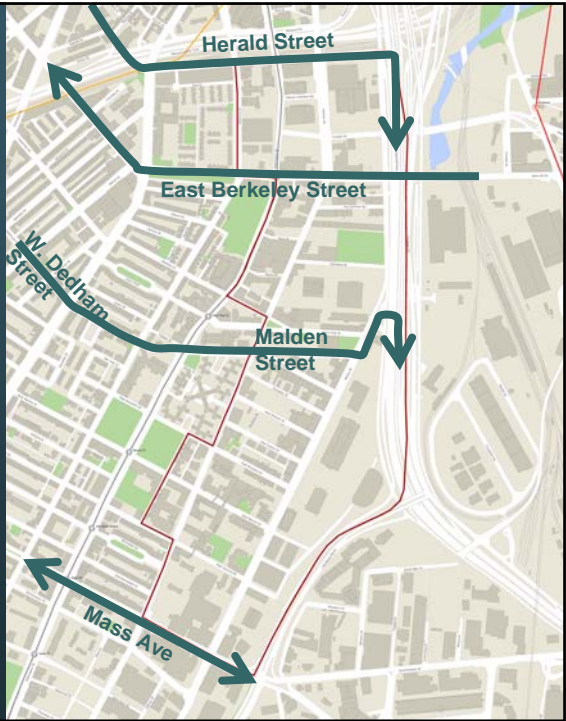 Herald Street
East Berkeley Street
W. Dedham
Street
Malden
Street
Mass Ave